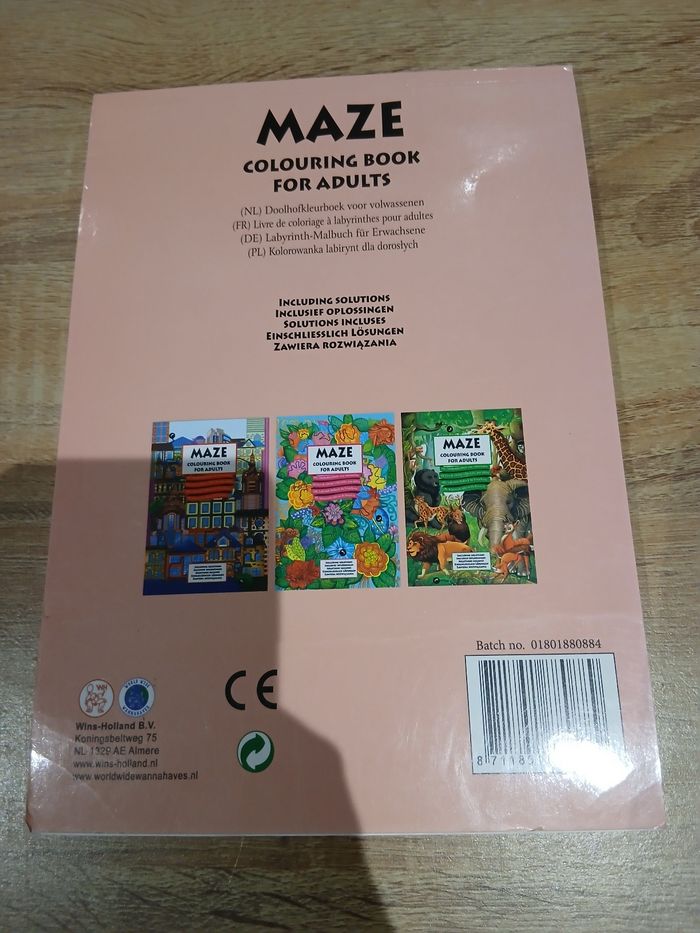 MAZE
COLOURING BOOK
FOR ADULTS
(NL) Doolhofkleurboek voor volwassenen
(FR) Livre de coloriage à labyrinthes pour adultes
(DE) Labyrinth-Malbuch für Erwachsene
(PL) Kolorowanka labirynt dla dorosłych
INCLUDING SOLUTIONS
INCLUSIEF OPLOSSINGEN
SOLUTIONS INCLUSES
EINSCHLIESSLICH LÖSUNGEN
ZAWIERA ROZWIĄZANIA
MAZE
COLOURING BOOK
FOR ADULTS
MAZE
COLOURING BOOK
FOR ADULTS
MAZE
COLOURING BOOK
FOR ADULTS
Batch no. 01801880884
CE
Wins-Holland B.V.
Koningsbeltweg 75
NL 1329 AE Almere
www.wins-holland.nl
www.worldwidewannahaves.nl